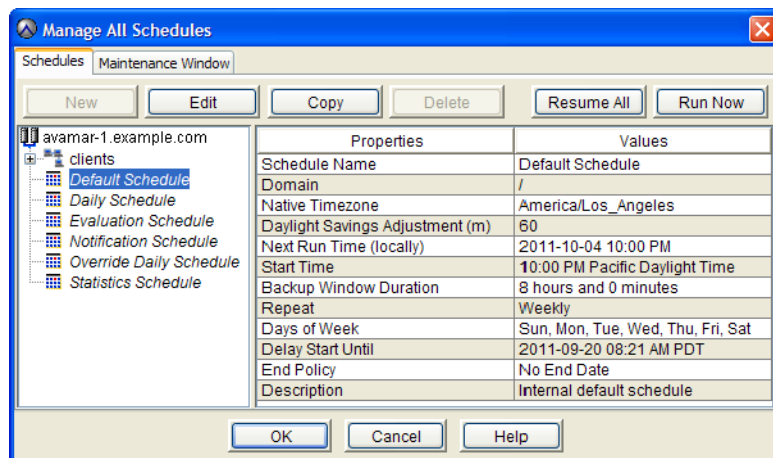 Manage All Schedules
Schedules Maintenance Window
New Edit Copy Delete Resume All Run Now
avamar-1.example.com
clients
Default Schedule
Daily Schedule
Evaluation Schedule
Notification Schedule
Override Daily Schedule
Statistics Schedule
Properties Values
Schedule Name Default Schedule
Domain /
Native Timezone America/Los_Angeles
Daylight Savings Adjustment (m) 60
Next Run Time (locally) 2011-10-04 10:00 PM
Start Time 10:00 PM Pacific Daylight Time
Backup Window Duration 8 hours and 0 minutes
Repeat Weekly
Days of Week Sun, Mon, Tue, Wed, Thu, Fri, Sat
Delay Start Until 2011-09-20 08:21 AM PDT
End Policy No End Date
Description Internal default schedule
OK Cancel Help